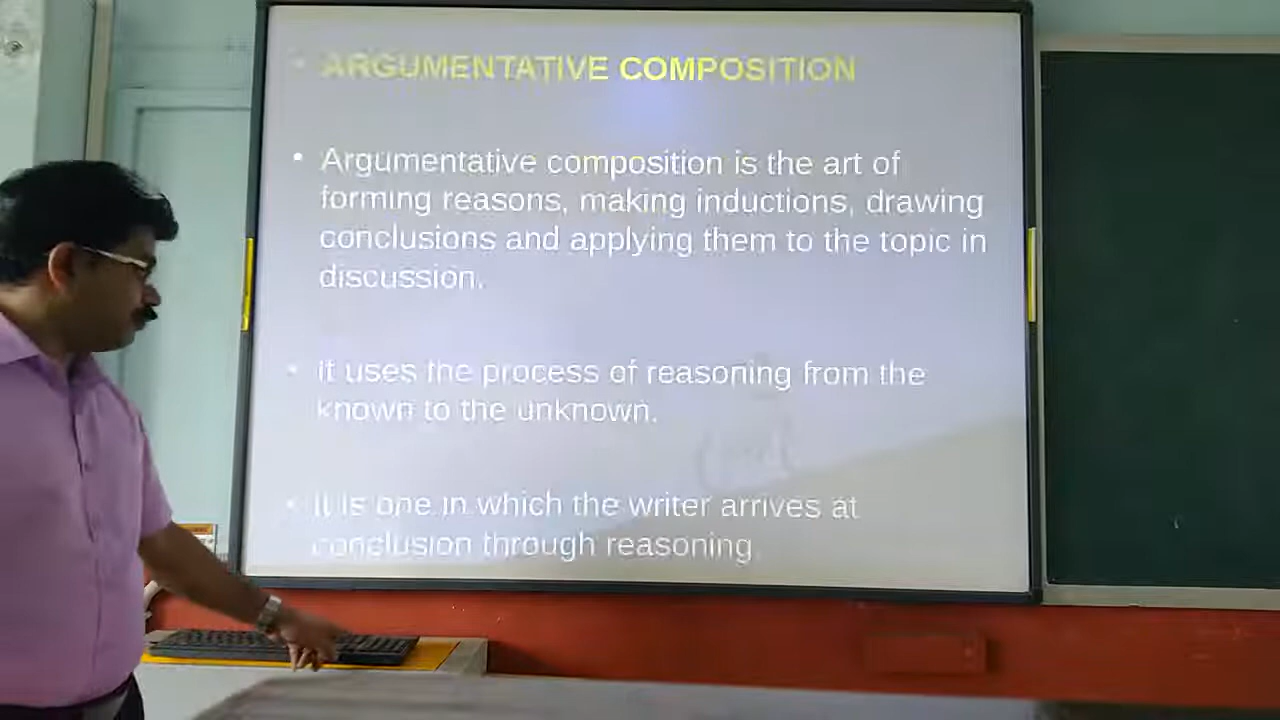 • ARGUMENTATIVE COMPOSITION
• Argumentative composition is the art of
forming reasons, making inductions, drawing
conclusions and applying them to the topic in
discussion.
• It uses the process of reasoning from the
known to the unknown.
• It is one in which the writer arrives at
conclusion through reasoning.